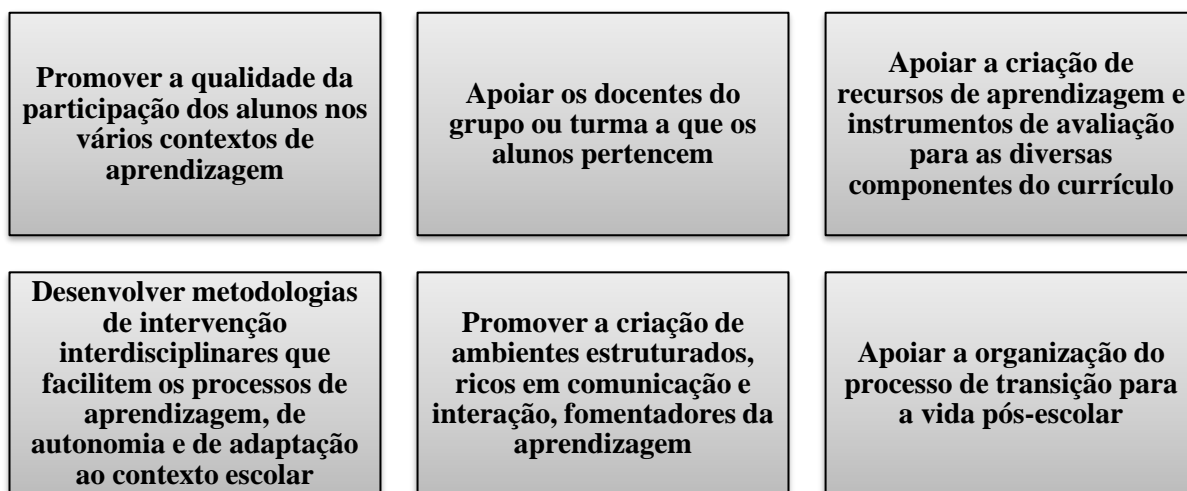 Promover a qualidade da
participação dos alunos nos
vários contextos de
aprendizagem
Apoiar os docentes do
grupo ou turma a que os
alunos pertencem
Apoiar a criação de
recursos de aprendizagem e
instrumentos de avaliação
para as diversas
componentes do currículo
Desenvolver metodologias
de intervenção
interdisciplinares que
facilitem os processos de
aprendizagem, de
autonomia e de adaptação
ao contexto escolar
Promover a criação de
ambientes estruturados,
ricos em comunicação e
interação, fomentadores da
aprendizagem
Apoiar a organização do
processo de transição para
a vida pós-escolar